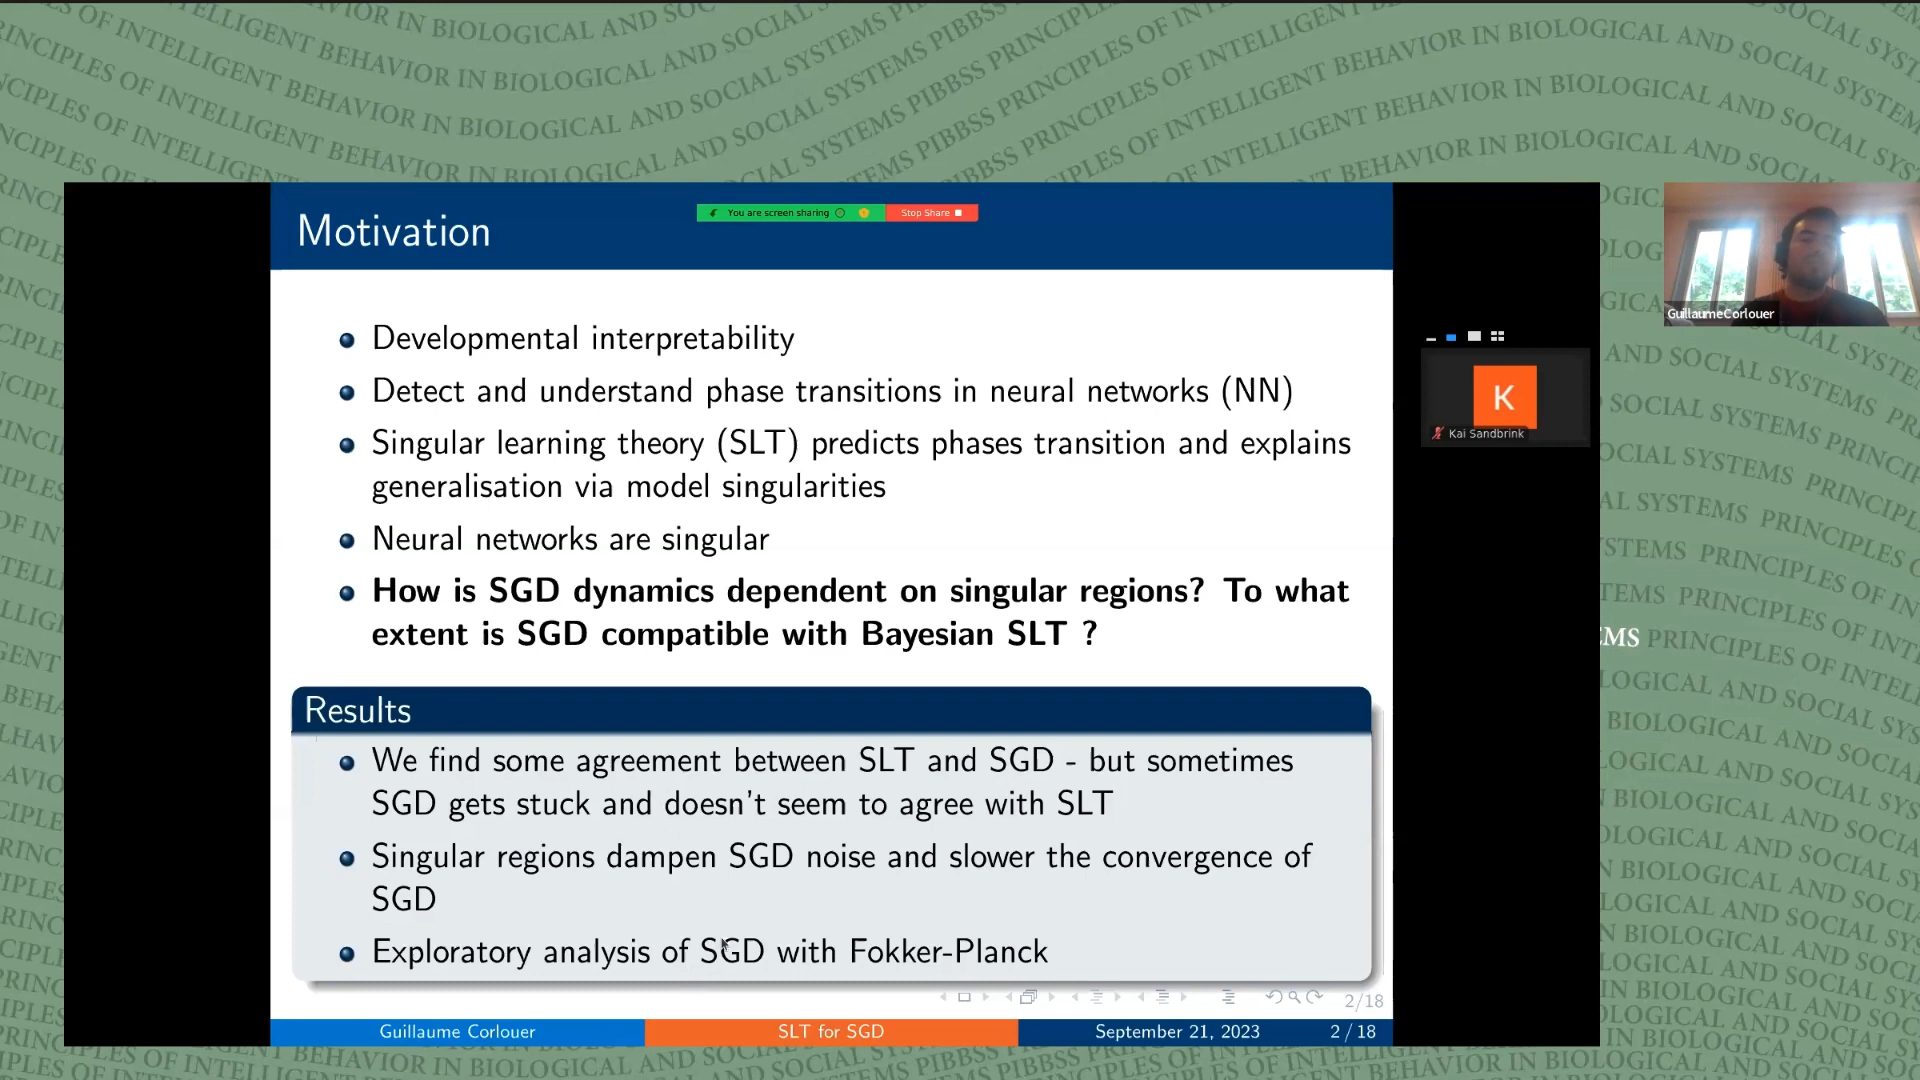 Motivation
You are screen sharing
Stop Share
Developmental interpretability
Detect and understand phase transitions in neural networks (NN)
Singular learning theory (SLT) predicts phases transition and explains
generalisation via model singularities
Neural networks are singular
How is SGD dynamics dependent on singular regions? To what
extent is SGD compatible with Bayesian SLT ?
Results
We find some agreement between SLT and SGD - but sometimes
SGD gets stuck and doesn't seem to agree with SLT
Singular regions dampen SGD noise and slower the convergence of
SGD
Exploratory analysis of SGD with Fokker-Planck
2/18
Guillaume Corlouer
SLT for SGD
September 21, 2023
2 / 18
K
Kai Sandbrink
GuillaumeCorlouer
PIBBSS PRINCIPLES OF INTELLIGENT BEHAVIOR IN BIOLOGICAL AND SOCIAL SYSTEMS